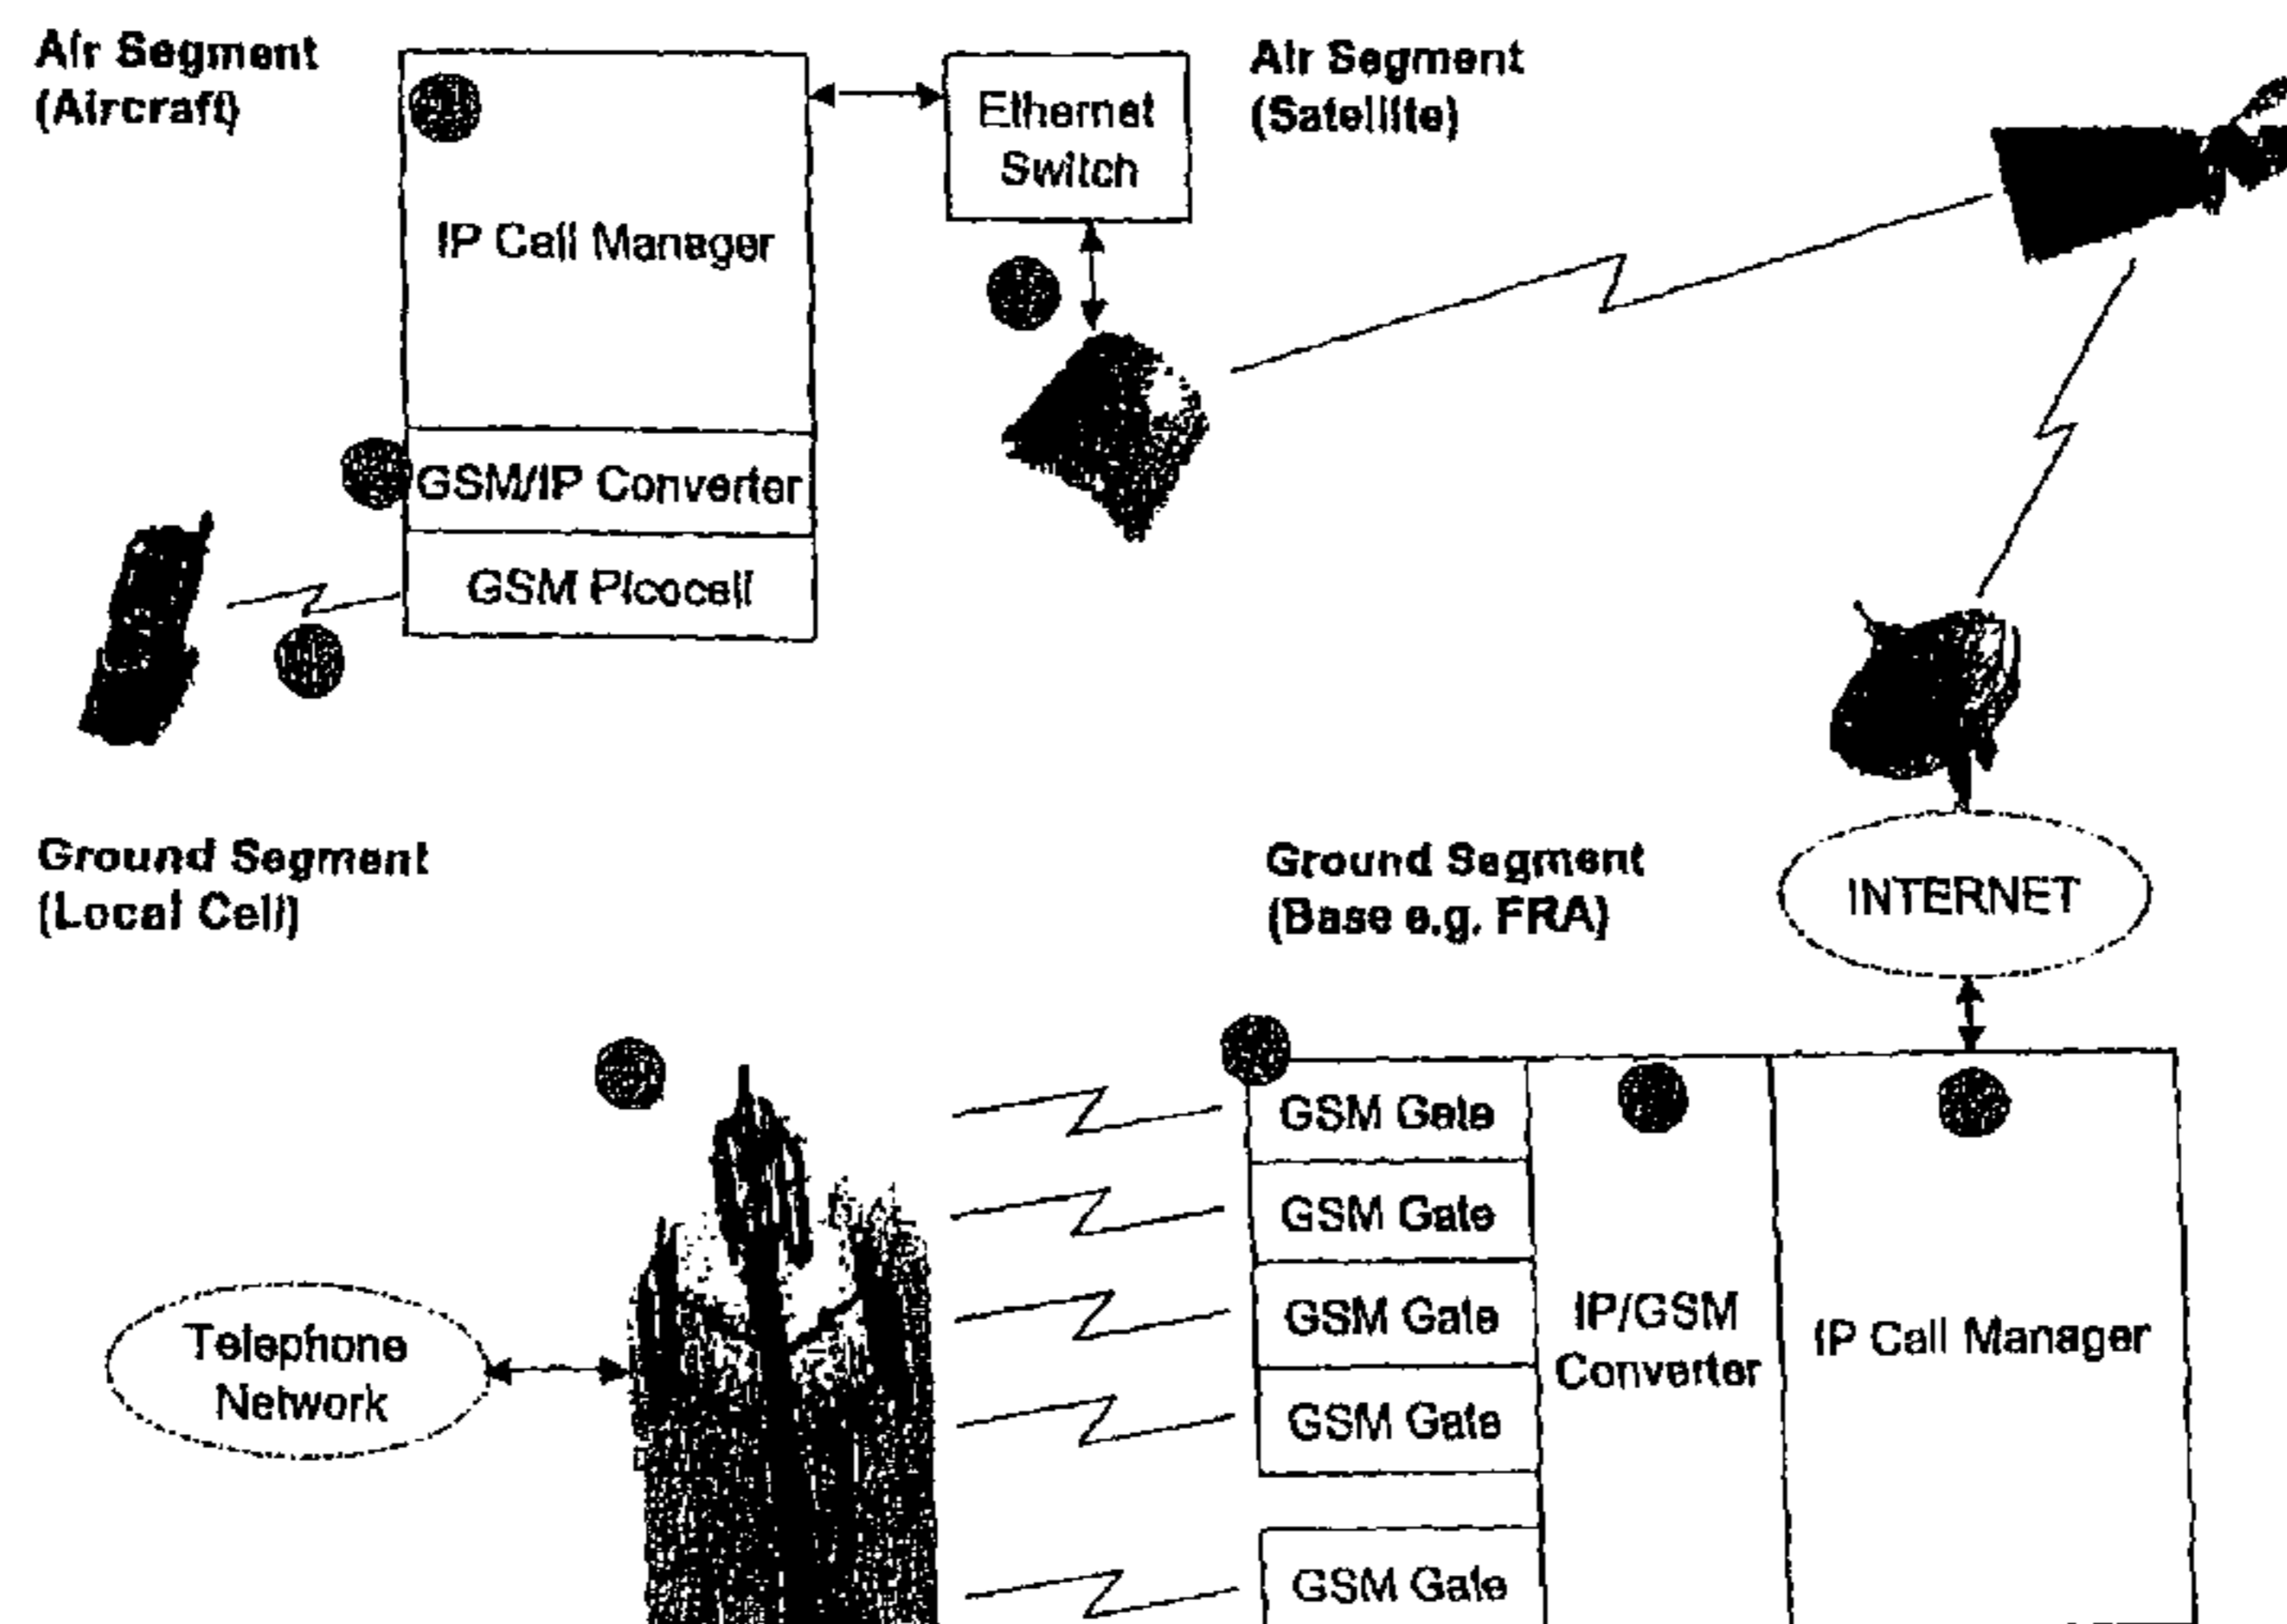 Air Segment
(Aircraft)
IP Call Manager
GSM/IP Converter
GSM Picocell
Ethernet
Switch
Air Segment
(Satellite)
Ground Segment
(Local Cell)
Telephone
Network
Ground Segment
(Base e.g. FRA)
INTERNET
GSM Gate
GSM Gate
GSM Gate
GSM Gate
GSM Gate
IP/GSM
Converter
IP Call Manager